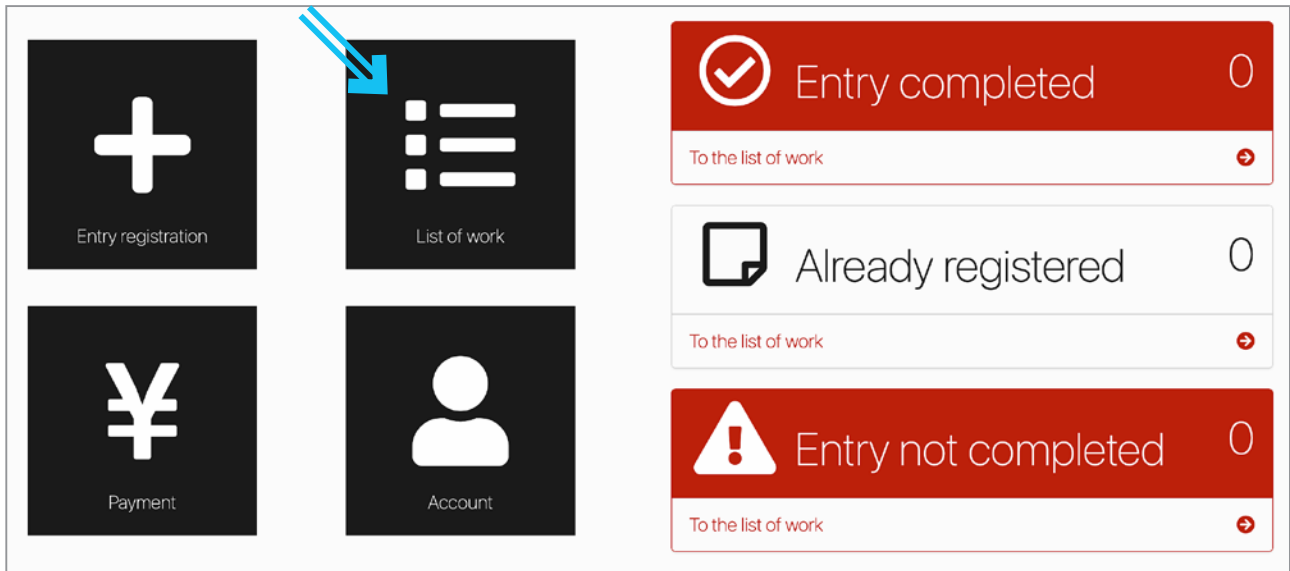 Entry registration
List of work
Payment
Account
Entry completed 0
To the list of work
Already registered 0
To the list of work
Entry not completed 0
To the list of work